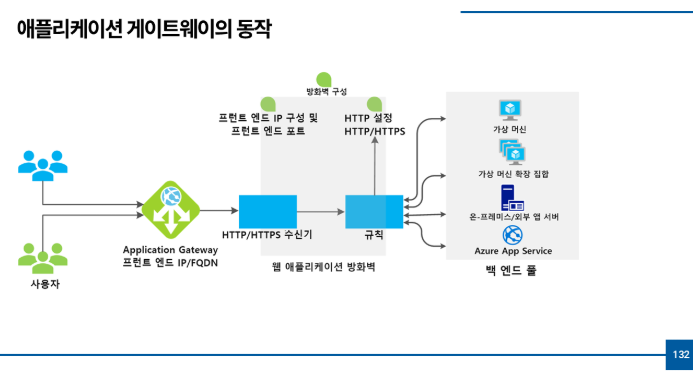 애플리케이션 게이트웨이의 동작
방화벽 구성
프런트 엔드 IP 구성 및
프런트 엔드 포트
HTTP 설정
HTTP/HTTPS
가상 머신
가상 머신 확장 집합
온-프레미스/외부 앱 서버
Azure App Service
백 엔드 풀
HTTP/HTTPS 수신기
규칙
웹 애플리케이션 방화벽
Application Gateway
프런트 엔드 IP/FQDN
사용자
132